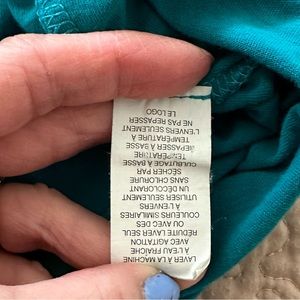 LAVER À LA MACHINE
À L'EAU FRAÎCHE
AVEC AGITATION
RÉDUITE LAVER SEUL
OU AVEC DES
COULEURS SIMILAIRES
À L'ENVERS
UTILISER SEULEMENT
UN DÉCOLORANT
SANS CHLORURE
SÉCHER PAR
CULBUTAGE À BASSE
TEMPÉRATURE
REPASSER À BASSE
TEMPÉRATURE À
L'ENVERS SEULEMENT
NE PAS REPASSER
LE LOGO